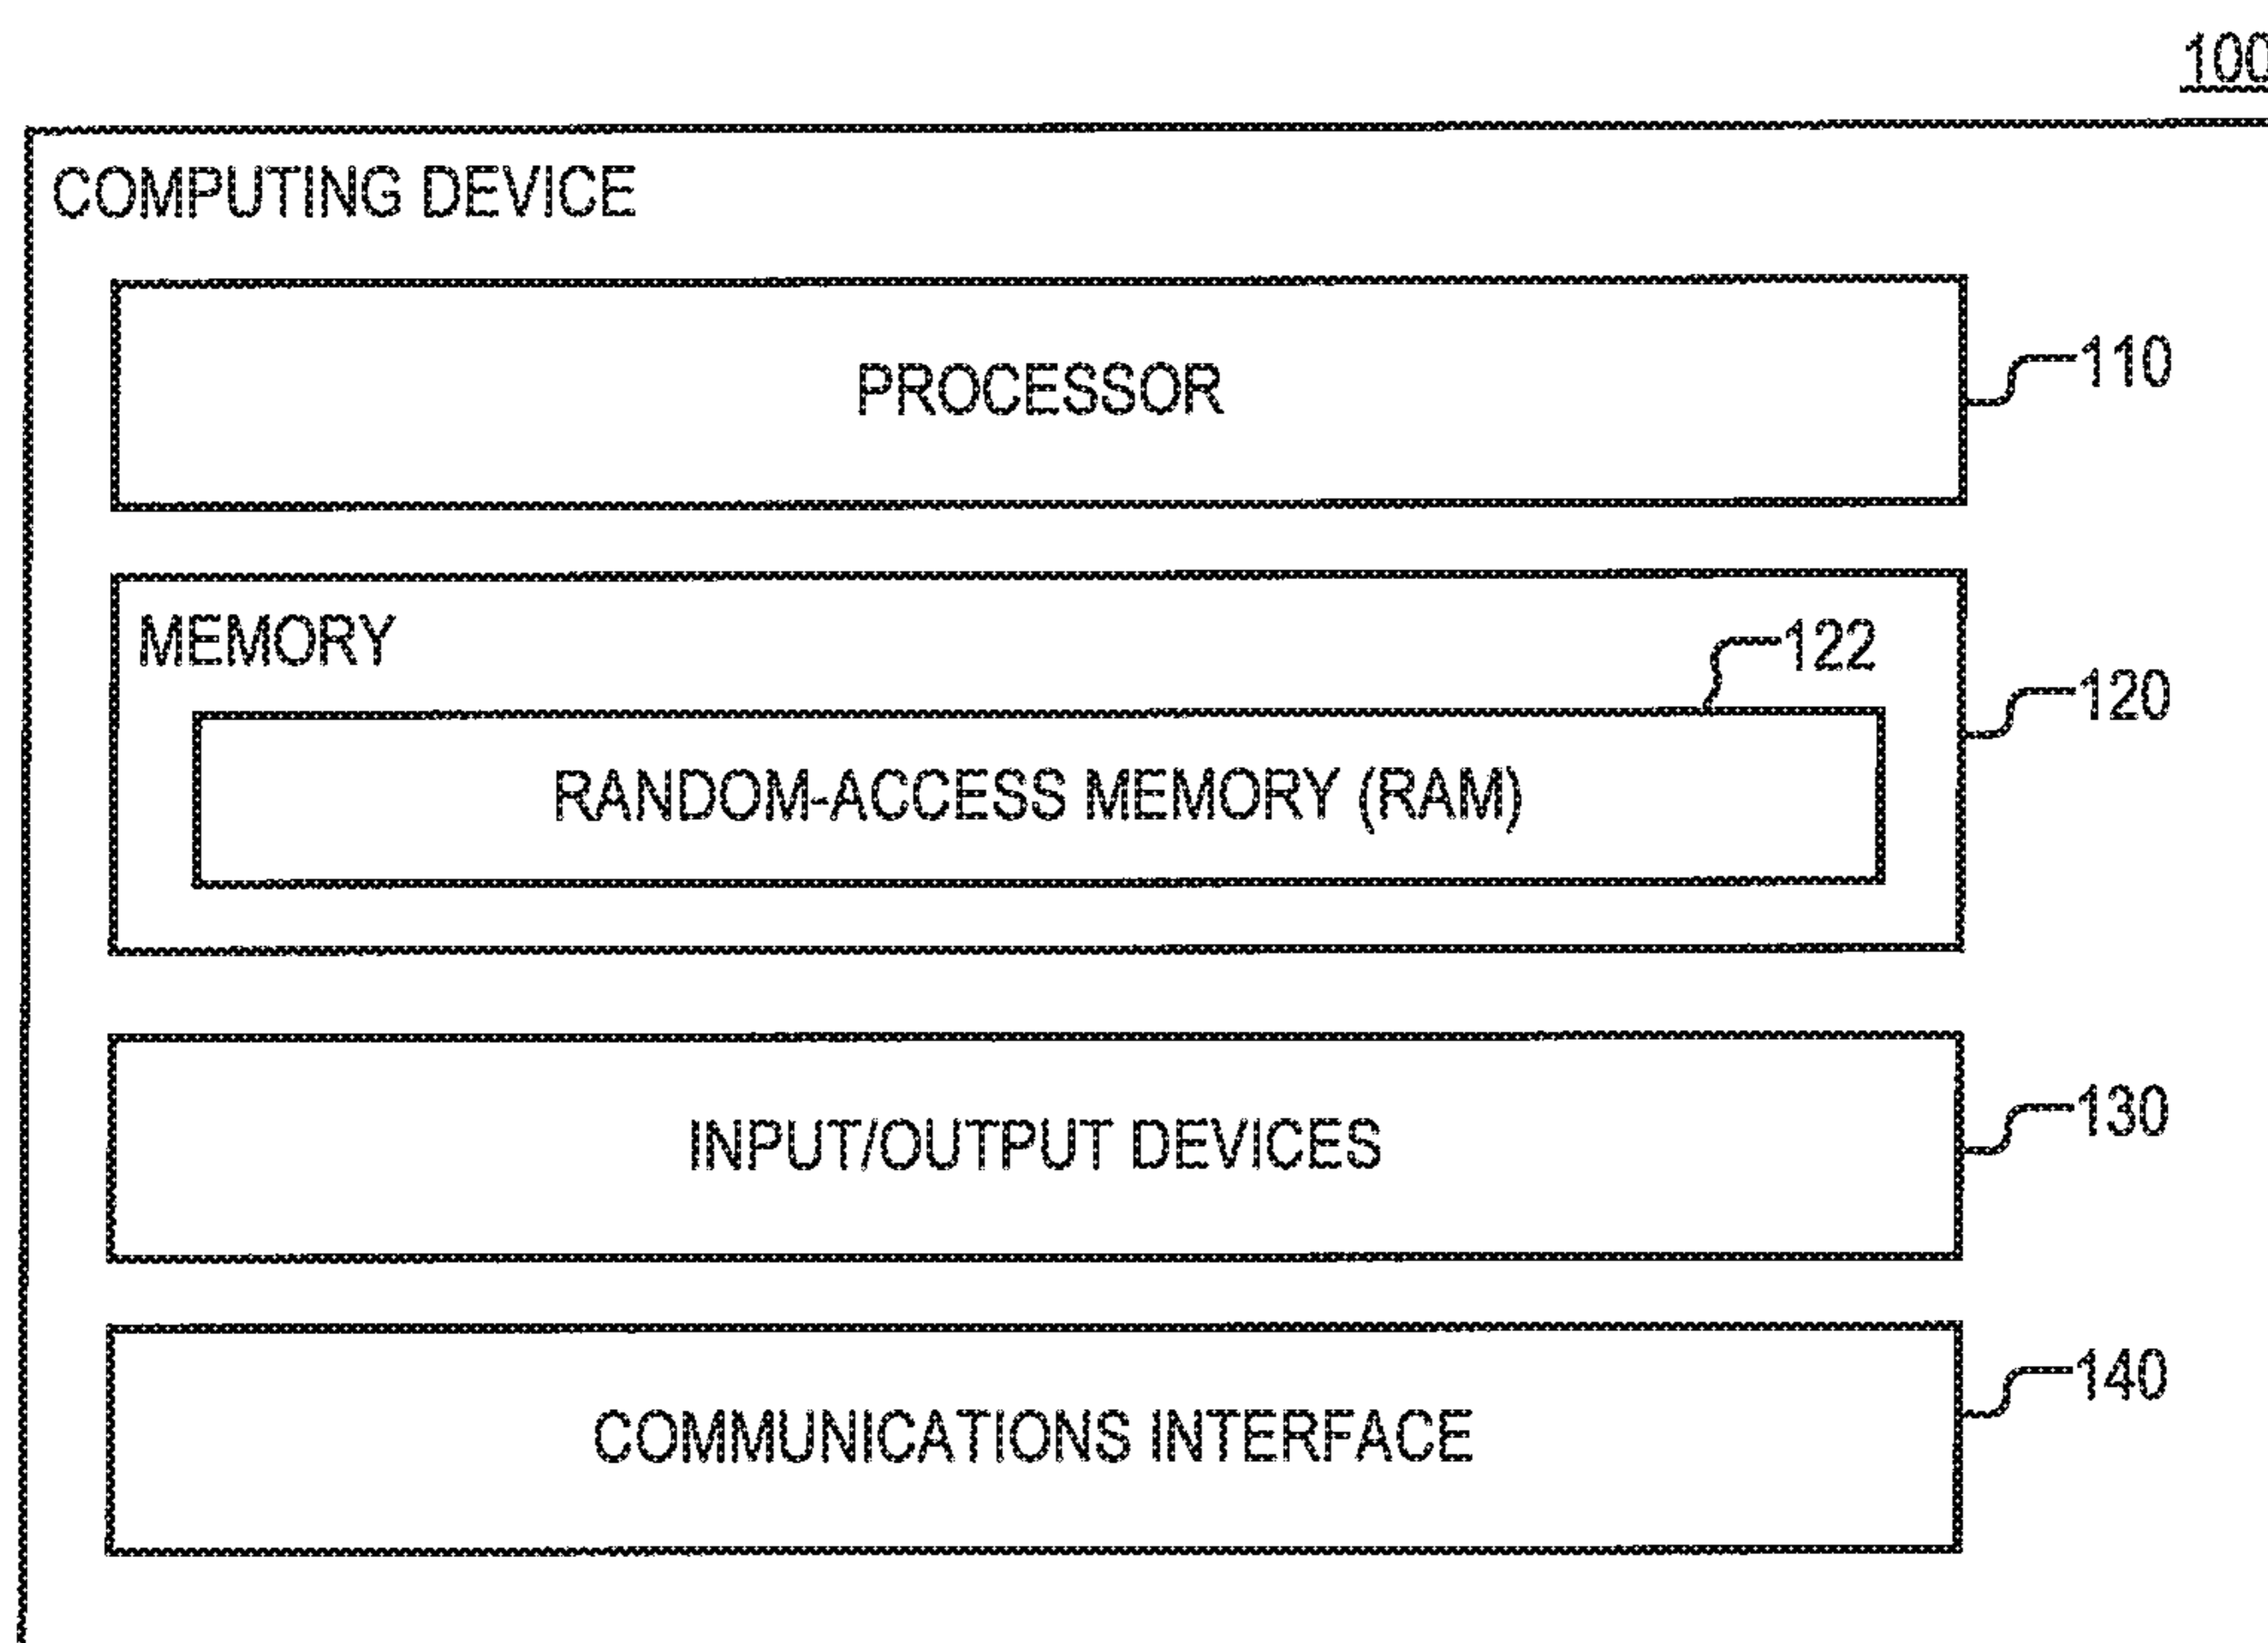 100
COMPUTING DEVICE
PROCESSOR
110
MEMORY
122
120
RANDOM-ACCESS MEMORY (RAM)
INPUT/OUTPUT DEVICES
130
COMMUNICATIONS INTERFACE
140